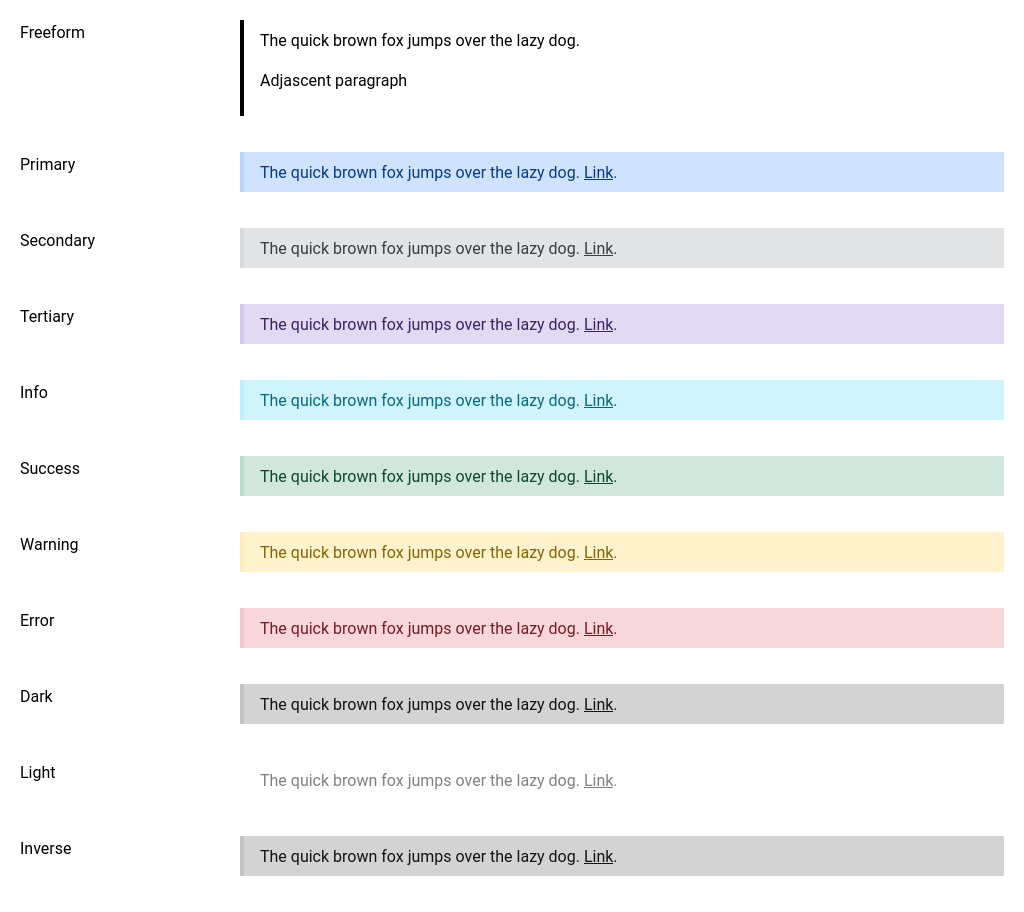 Freeform
The quick brown fox jumps over the lazy dog.
Adjascent paragraph
Primary
The quick brown fox jumps over the lazy dog. Link.
Secondary
The quick brown fox jumps over the lazy dog. Link.
Tertiary
The quick brown fox jumps over the lazy dog. Link.
Info
The quick brown fox jumps over the lazy dog. Link.
Success
The quick brown fox jumps over the lazy dog. Link.
Warning
The quick brown fox jumps over the lazy dog. Link.
Error
The quick brown fox jumps over the lazy dog. Link.
Dark
The quick brown fox jumps over the lazy dog. Link.
Light
The quick brown fox jumps over the lazy dog. Link.
Inverse
The quick brown fox jumps over the lazy dog. Link.